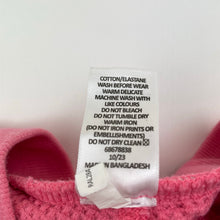 COTTON/ELASTANE
WASH BEFORE WEAR
WARM DELICATE
MACHINE WASH WITH
LIKE COLOURS
DO NOT BLEACH
DO NOT TUMBLE DRY
WARM IRON
(DO NOT IRON PRINTS OR
EMBELLISHMENTS)
DO NOT DRY CLEAN
68678838
10/23
MADE IN BANGLADESH